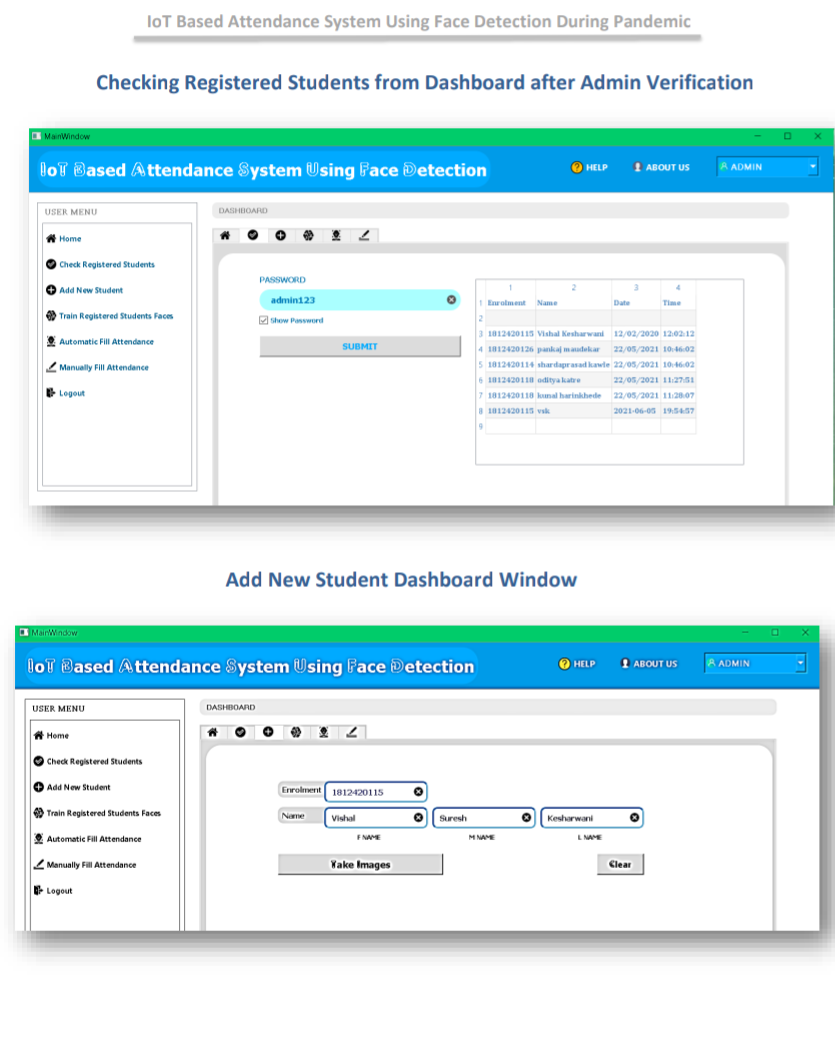 IoT Based Attendance System Using Face Detection During Pandemic
Checking Registered Students from Dashboard after Admin Verification
MainWindow
IoT Based Attendance System Using Face Detection
HELP
ABOUT US
ADMIN
USER MENU
Home
Check Registered Students
Add New Student
Train Registered Students Faces
Automatic Fill Attendance
Manually Fill Attendance
Logout
DASHBOARD
PASSWORD
admin123
Show Password
SUBMIT
1 2 3 4
1 Enrolment Name Date Time
2
3 1812420115 Vishal Kesharwani 12/02/2020 12:02:12
4 1812420126 pankaj maudekar 22/05/2021 10:46:02
5 1812420114 shardaprasad kawle 22/05/2021 10:46:02
6 1812420118 oditya katre 22/05/2021 11:27:51
7 1812420110 komal harinkhede 22/05/2021 11:28:07
8 1812420115 vsk 2021-06-05 19:54:57
9
Add New Student Dashboard Window
MainWindow
IoT Based Attendance System Using Face Detection
HELP
ABOUT US
ADMIN
USER MENU
Home
Check Registered Students
Add New Student
Train Registered Students Faces
Automatic Fill Attendance
Manually Fill Attendance
Logout
DASHBOARD
Enrolment 1812420115
Name Vishal Suresh Kesharwani
F NAME M NAME L NAME
Take Images
Clear